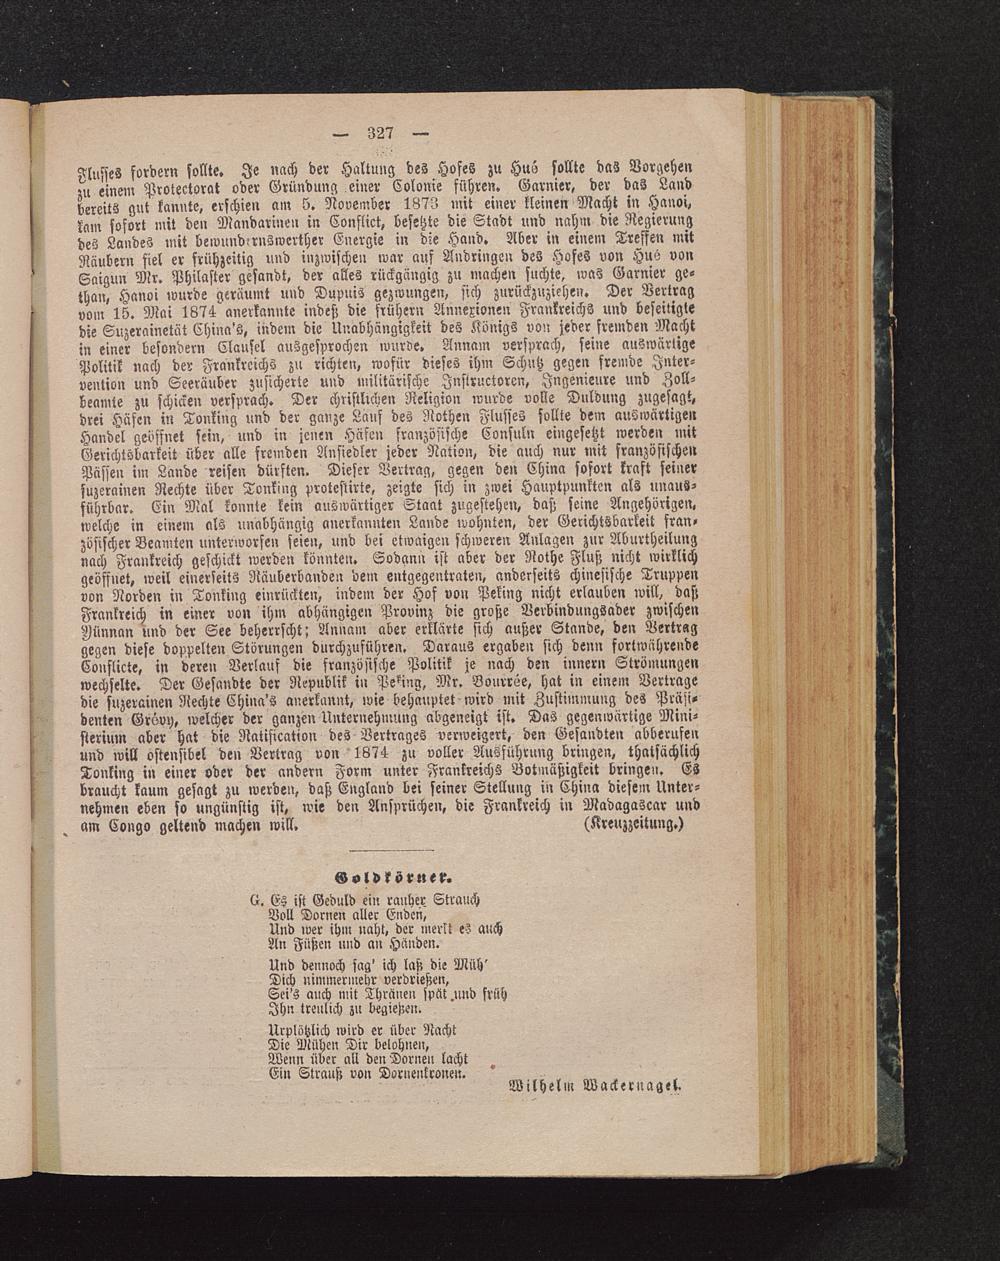 — 327 —
Flusses fordern sollte. Je nach der Haltung des Hofes zu Hué sollte das Vorgehen
zu einem Protectorat oder Gründung einer Colonie führen. Garnier, der das Land
bereits gut kannte, erschien am 5. November 1873 mit einer kleinen Macht in Hanoi,
kam sofort mit den Mandarinen in Conflict, besetzte die Stadt und nahm die Regierung
des Landes mit bewundernswerther Energie in die Hand. Aber in einem Treffen mit
Räubern fiel er frühzeitig und inzwischen war auf Andringen des Hofes von Hué von
Saigun Mr. Philaster gesandt, der alles rückgängig zu machen suchte, was Garnier ge-
than, Hanoi wurde geräumt und Dupuis gezwungen, sich zurückzuziehen. Der Vertrag
vom 15. Mai 1874 anerkannte indeß die frühern Annexionen Frankreichs und beseitigte
die Suzerainetät China's, indem die Unabhängigkeit des Königs von jeder fremden Macht
in einer besondern Clausel ausgesprochen wurde. Annam versprach, seine auswärtige
Politik nach der Frankreichs zu richten, wofür dieses ihm Schutz gegen fremde Inter-
vention und Seeräuber zusicherte und militärische Instructoren, Ingenieure und Zoll-
beamte zu schicken versprach. Der christlichen Religion wurde volle Duldung zugesagt,
drei Häfen in Tonking und der ganze Lauf des Rothen Flusses sollte dem auswärtigen
Handel geöffnet sein, und in jenen Häfen französische Consuln eingesetzt werden mit
Gerichtsbarkeit über alle fremden Ansiedler jeder Nation, die auch nur mit französischen
Pässen im Lande reisen dürften. Dieser Vertrag, gegen den China sofort kraft seiner
suzerainen Rechte über Tonking protestirte, zeigte sich in zwei Hauptpunkten als unaus-
führbar. Ein Mal konnte kein auswärtiger Staat zugestehen, daß seine Angehörigen,
welche in einem als unabhängig anerkannten Lande wohnten, der Gerichtsbarkeit fran-
zösischer Beamten unterworfen seien, und bei etwaigen schweren Anlagen zur Aburtheilung
nach Frankreich geschickt werden könnten. Sodann ist aber der Rothe Fluß nicht wirklich
geöffnet, weil einerseits Räuberbanden dem entgegentraten, anderseits chinesische Truppen
von Norden in Tonking einrückten, indem der Hof von Peking nicht erlauben will, daß
Frankreich in einer von ihm abhängigen Provinz die große Verbindungsader zwischen
Yünnan und der See beherrscht; Annam aber erklärte sich außer Stande, den Vertrag
gegen diese doppelten Störungen durchzuführen. Daraus ergaben sich denn fortwährende
Conflicte, in deren Verlauf die französische Politik je nach den innern Strömungen
wechselte. Der Gesandte der Republik in Peking, Mr. Bourrée, hat in einem Vertrage
die suzerainen Rechte China's anerkannt, wie behauptet wird mit Zustimmung des Präsi-
denten Grévy, welcher der ganzen Unternehmung abgeneigt ist. Das gegenwärtige Mini-
sterium aber hat die Ratification des Vertrages verweigert, den Gesandten abberufen
und will ostensibel den Vertrag von 1874 zu voller Ausführung bringen, thatsächlich
Tonking in einer oder der andern Form unter Frankreichs Botmäßigkeit bringen. Es
braucht kaum gesagt zu werden, daß England bei seiner Stellung in China diesem Unter-
nehmen eben so ungünstig ist, wie den Ansprüchen, die Frankreich in Madagascar und
am Congo geltend machen will. (Kreuzzeitung.)
Goldkörner.
G. Es ist Geduld ein rauher Strauch
Voll Dornen aller Enden,
Und wer ihm naht, der merkt es auch
An Füßen und an Händen.
Und dennoch sag' ich laß die Müh'
Dich nimmermehr verdrießen,
Sei's auch mit Thränen spät und früh
Ihn treulich zu begießen.
Urplötzlich wird er über Nacht
Die Mühen Dir belohnen,
Wenn über all den Dornen lacht
Ein Strauß von Dornenkronen.
Wilhelm Wackernagel.